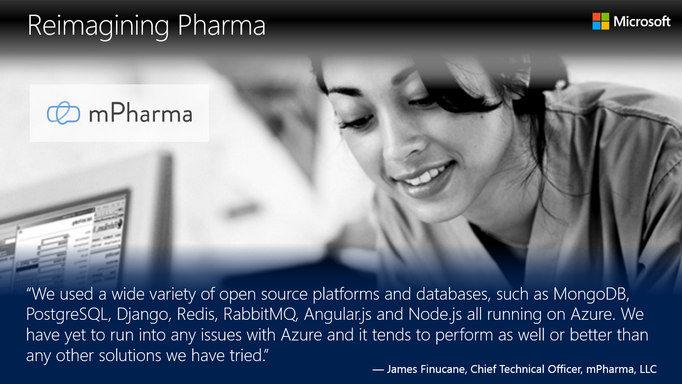 Reimagining Pharma
Microsoft
mPharma
“We used a wide variety of open source platforms and databases, such as MongoDB,
PostgreSQL, Django, Redis, RabbitMQ, Angular.js and Node.js all running on Azure. We
have yet to run into any issues with Azure and it tends to perform as well or better than
any other solutions we have tried.”
— James Finucane, Chief Technical Officer, mPharma, LLC